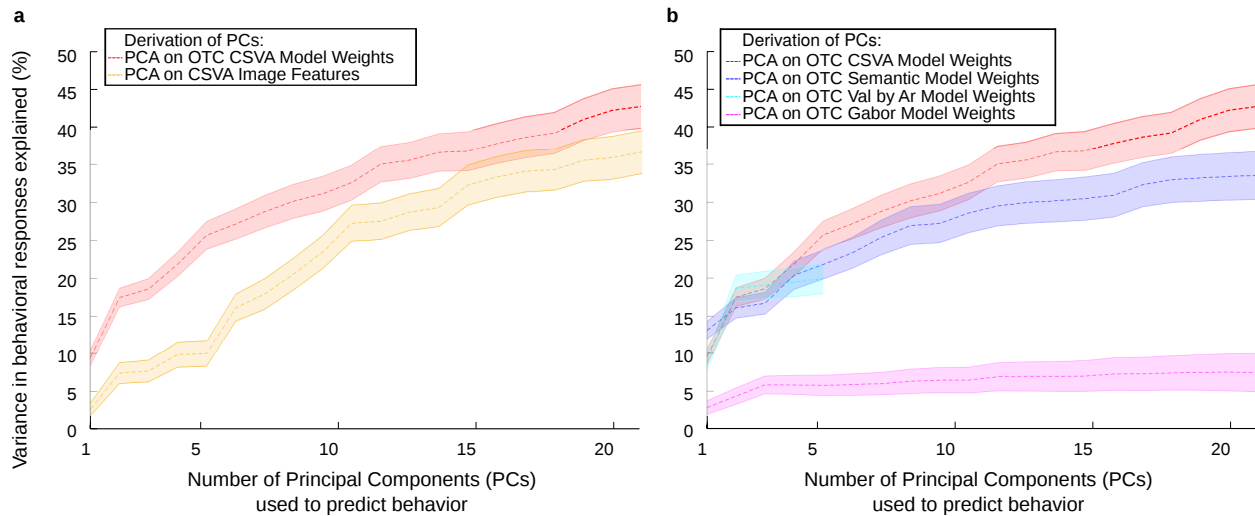 a
Derivation of PCs:
PCA on OTC CSVA Model Weights
PCA on CSVA Image Features
Variance in behavioral responses explained (%)
50
45
40
35
30
25
20
15
10
5
0
1
5
10
15
20
Number of Principal Components (PCs)
used to predict behavior
b
Derivation of PCs:
PCA on OTC CSVA Model Weights
PCA on OTC Semantic Model Weights
PCA on OTC Val by Ar Model Weights
PCA on OTC Gabor Model Weights
50
45
40
35
30
25
20
15
10
5
0
1
5
10
15
20
Number of Principal Components (PCs)
used to predict behavior